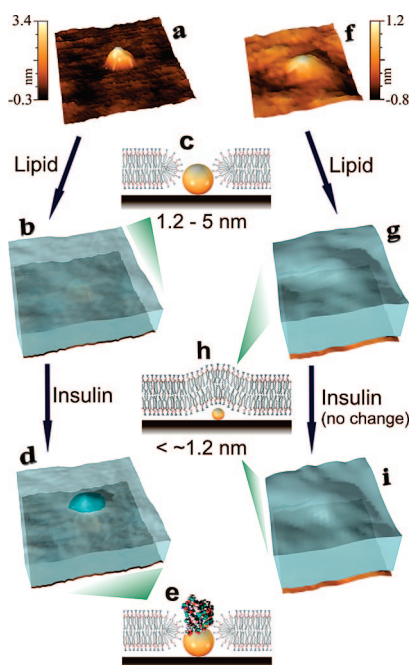 3.4
a
nm
-0.3
f
1.2
nm
-0.8
Lipid
c
Lipid
1.2 - 5 nm
b
g
h
Insulin
Insulin
(no change)
< ~1.2 nm
d
i
e